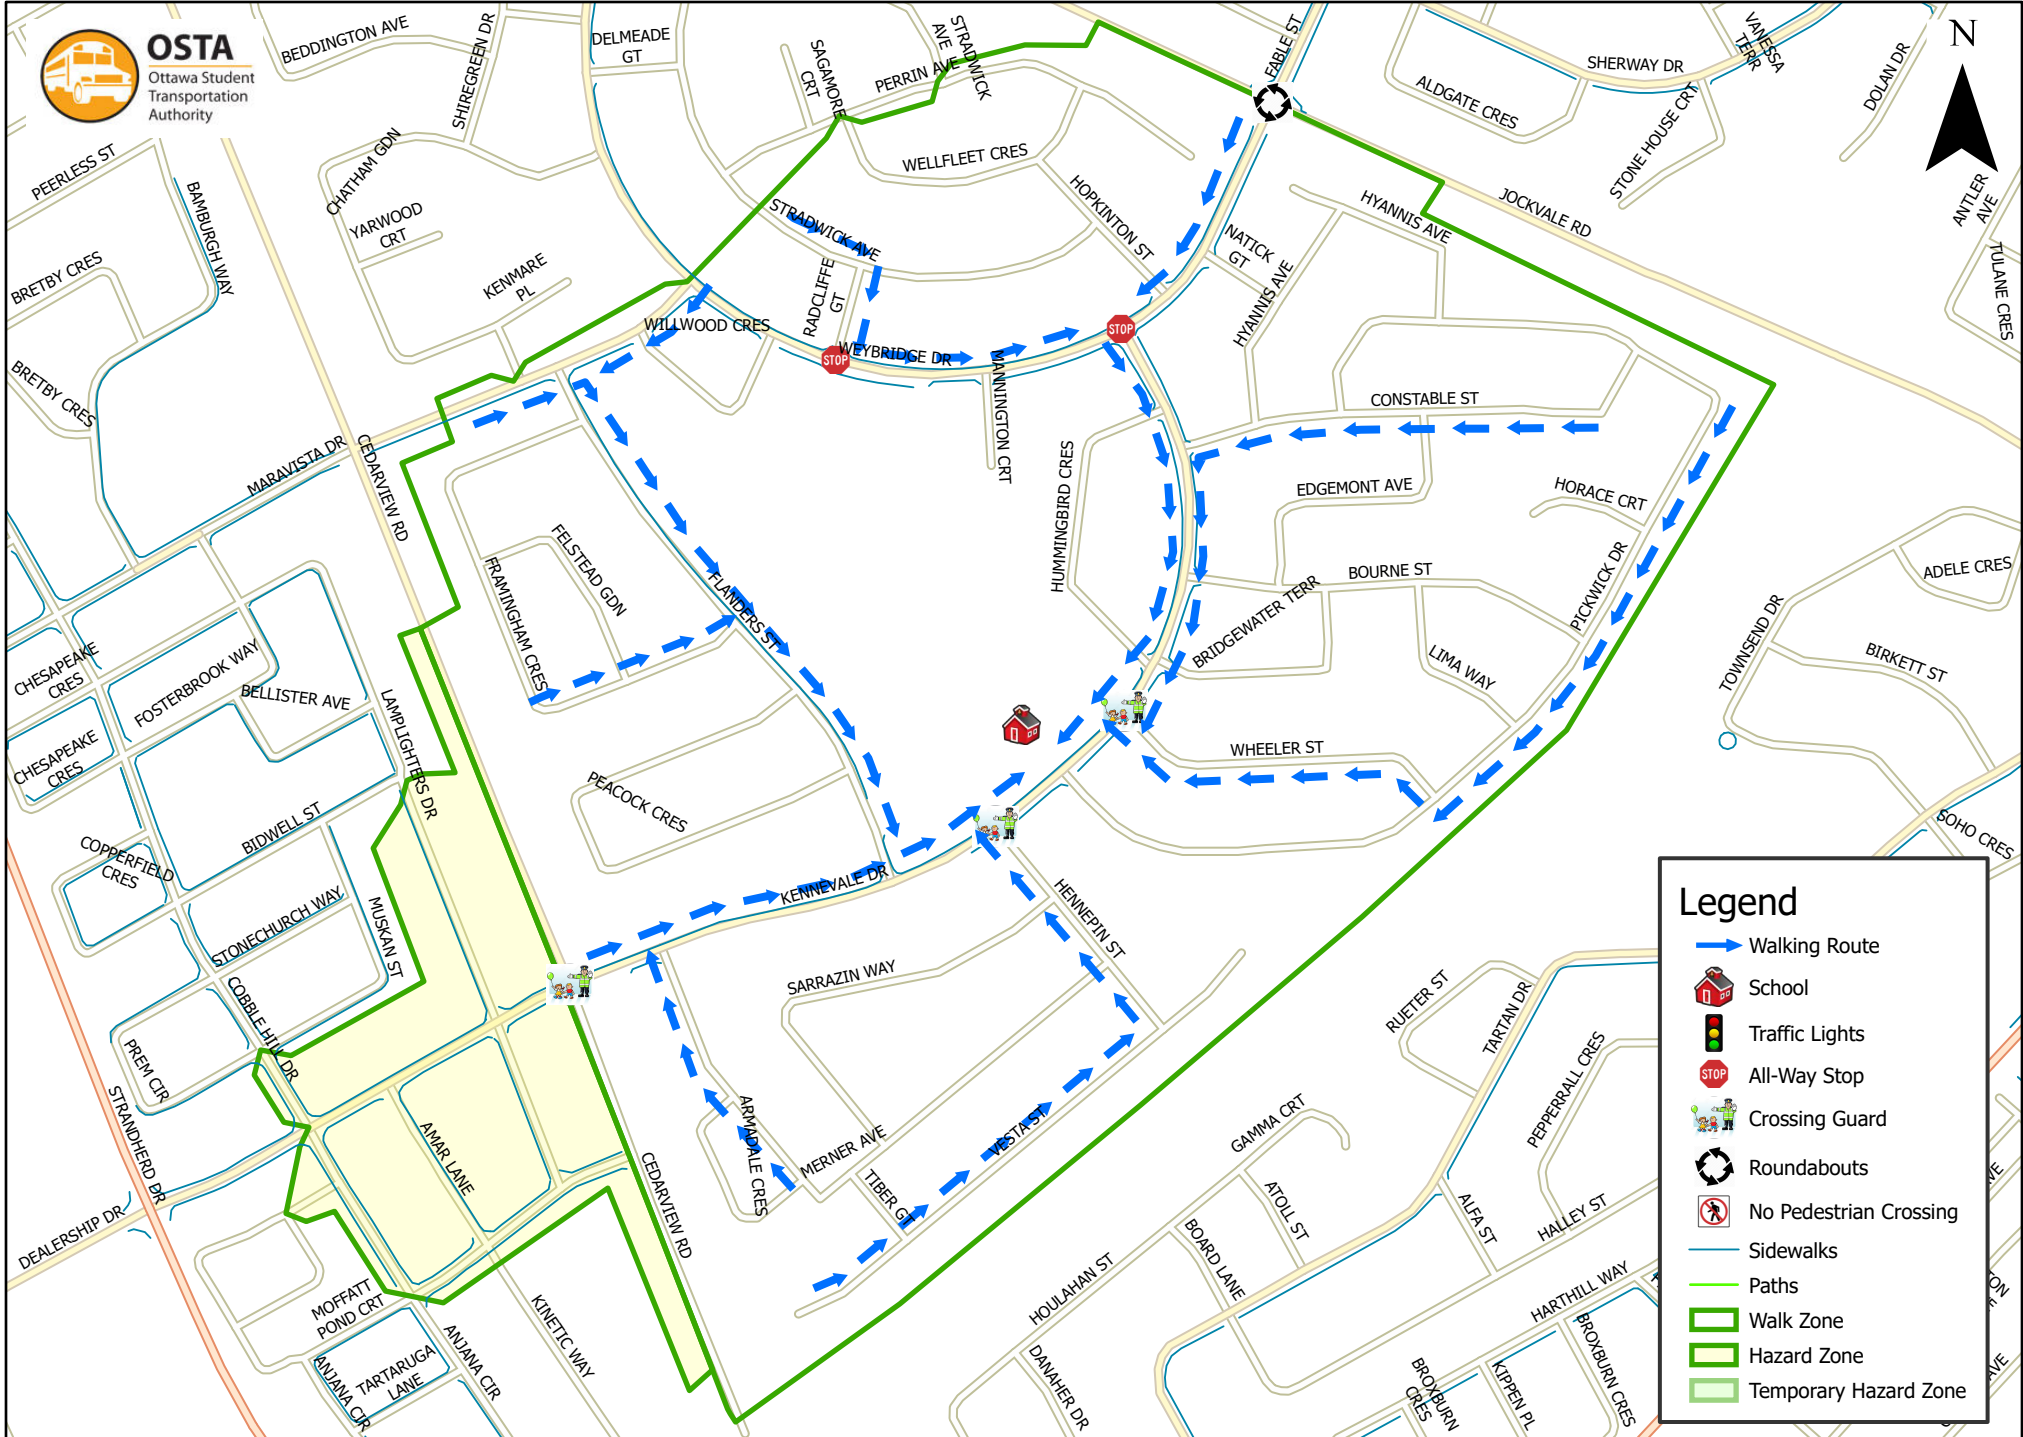 OSTA
Ottawa Student
Transportation
Authority
BEDDINGTON AVE
SHIREGREEN DR
DELMEADE
GT
SAGAMORE
CRT
STRADWICK
AVE
PERRIN AVE
FABLE ST
SHERWAY DR
VANESSA
TERR
DOLAN DR
N
ALDGATE CRES
STONE HOUSE CRT
PEERLESS ST
CHATHAM GDN
BAMBURGH WAY
YARWOOD
CRT
WELLFLEET CRES
HOPKINTON ST
HYANNIS AVE
JOCKVALE RD
ANTLER
AVE
TULANE CRES
STRADWICK AVE
NATICK
GT
HYANNIS AVE
BRETBY CRES
KENMARE
PL
RADCLIFFE
GT
WILLWOOD CRES
STOP
WEYBRIDGE DR
STOP
MANNINGTON CRT
BRETBY CRES
CONSTABLE ST
MARAVISTA DR
CEDARVIEW RD
HUMMINGBIRD CRES
EDGEMONT AVE
HORACE CRT
FELSTEAD GDN
FRAMINGHAM CRES
FLANDERS ST
BOURNE ST
BRIDGEWATER TERR
PICKWICK DR
ADELE CRES
TOWNSEND DR
BIRKETT ST
LIMA WAY
CHESAPEAKE
CRES
FOSTERBROOK WAY
BELLISTER AVE
LAMPLIGHTERS DR
CHESAPEAKE
CRES
WHEELER ST
PEACOCK CRES
BIDWELL ST
COPPERFIELD
CRES
SOHO CRES
KENNEVALE DR
HENNEPIN ST
STONECHURCH WAY
MUSKAN ST
SARRAZIN WAY
COBBLE HILL DR
RUETER ST
TARTAN DR
PEPPERRALL CRES
PREM CIR
STRANDHERD DR
AMAR LANE
ARMADALE CRES
MERNER AVE
VESTA ST
GAMMA CRT
TIBER GT
CEDARVIEW RD
ATOLL ST
ALFA ST
HALLEY ST
DEALERSHIP DR
BOARD LANE
HOULAHAN ST
HARTHILL WAY
MOFFATT
POND CRT
KINETIC WAY
ANJANA CIR
TARTARUGA
LANE
ANJANA CIR
DANAHER DR
BROXBURN
CRES
KIPPEN PL
BROXBURN CRES
Legend
Walking Route
School
Traffic Lights
STOP
All-Way Stop
Crossing Guard
Roundabouts
No Pedestrian Crossing
Sidewalks
Paths
Walk Zone
Hazard Zone
Temporary Hazard Zone
AVE
AVE